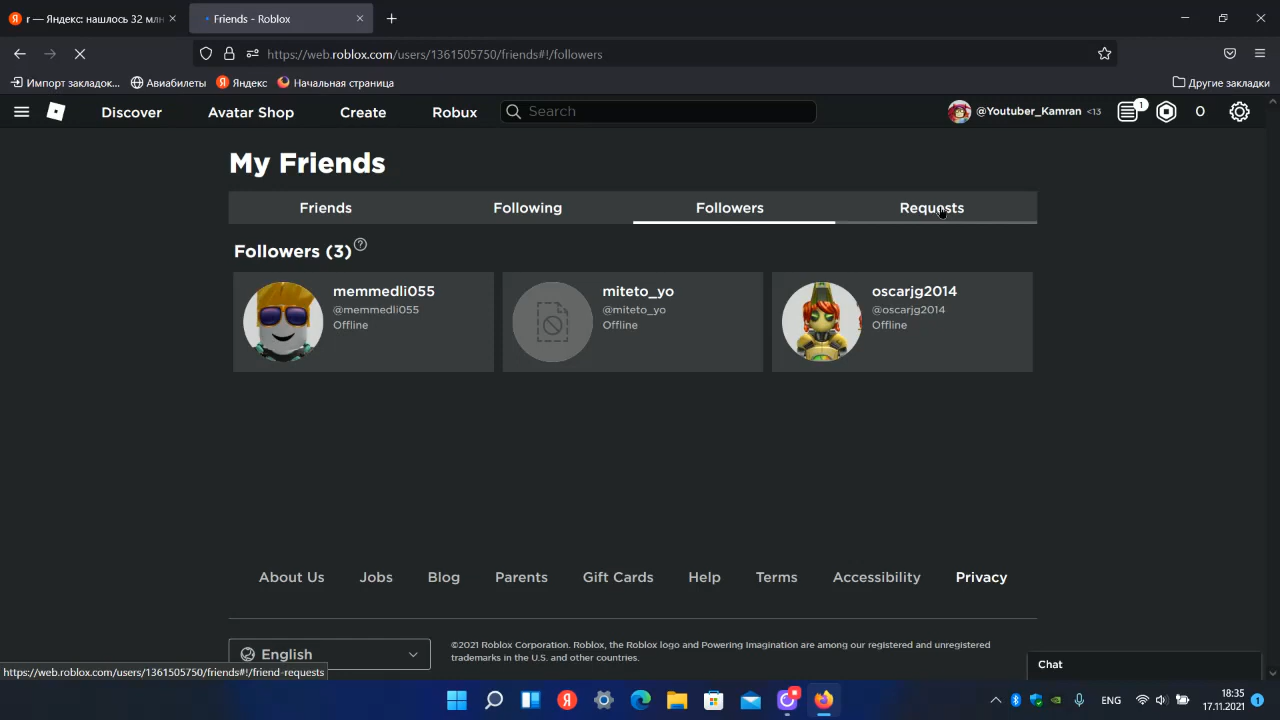 r — Яндекс: нашлось 32 млн
Friends - Roblox
https://web.roblox.com/users/1361505750/friends#!/followers
Импорт закладок...
Авиабилеты
Яндекс
Начальная страница
Другие закладки
Discover
Avatar Shop
Create
Robux
Search
@Youtuber_Kamran <13
1
0
My Friends
Friends
Following
Followers
Requests
Followers (3)
memmedli055
@memmedli055
Offline
miteto_yo
@miteto_yo
Offline
oscarjg2014
@oscarjg2014
Offline
About Us
Jobs
Blog
Parents
Gift Cards
Help
Terms
Accessibility
Privacy
English
©2021 Roblox Corporation. Roblox, the Roblox logo and Powering Imagination are among our registered and unregistered
trademarks in the U.S. and other countries.
Chat
https://web.roblox.com/users/1361505750/friends#!/friend-requests
ENG
18:35
17.11.2021
1